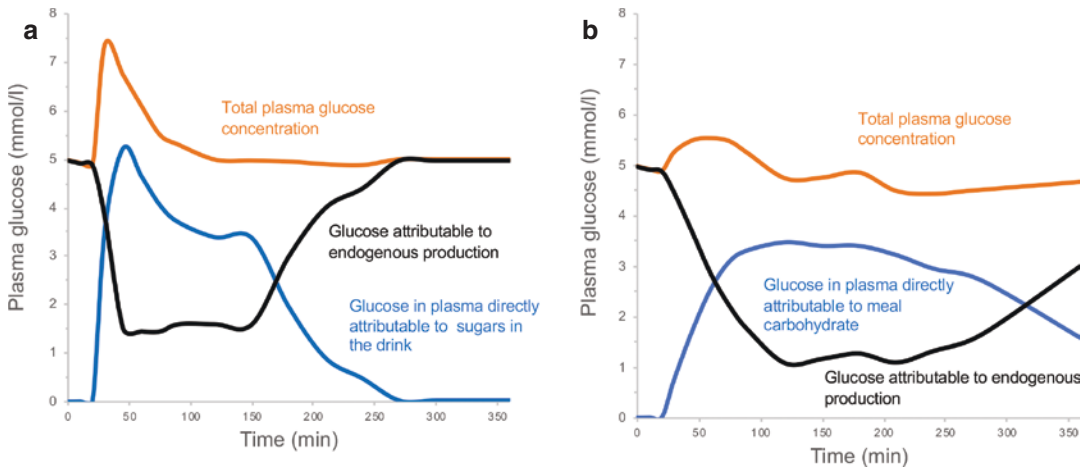 a
8
7
6
5
4
3
2
1
0
Plasma glucose (mmol/l)
0 50 100 150 200 250 300 350
Time (min)
Total plasma glucose
concentration
Glucose attributable to
endogenous production
Glucose in plasma directly
attributable to sugars in
the drink
b
8
7
6
5
4
3
2
1
0
Plasma glucose (mmol/l)
0 50 100 150 200 250 300 350
Time (min)
Total plasma glucose
concentration
Glucose in plasma directly
attributable to meal
carbohydrate
Glucose attributable to endogenous
production